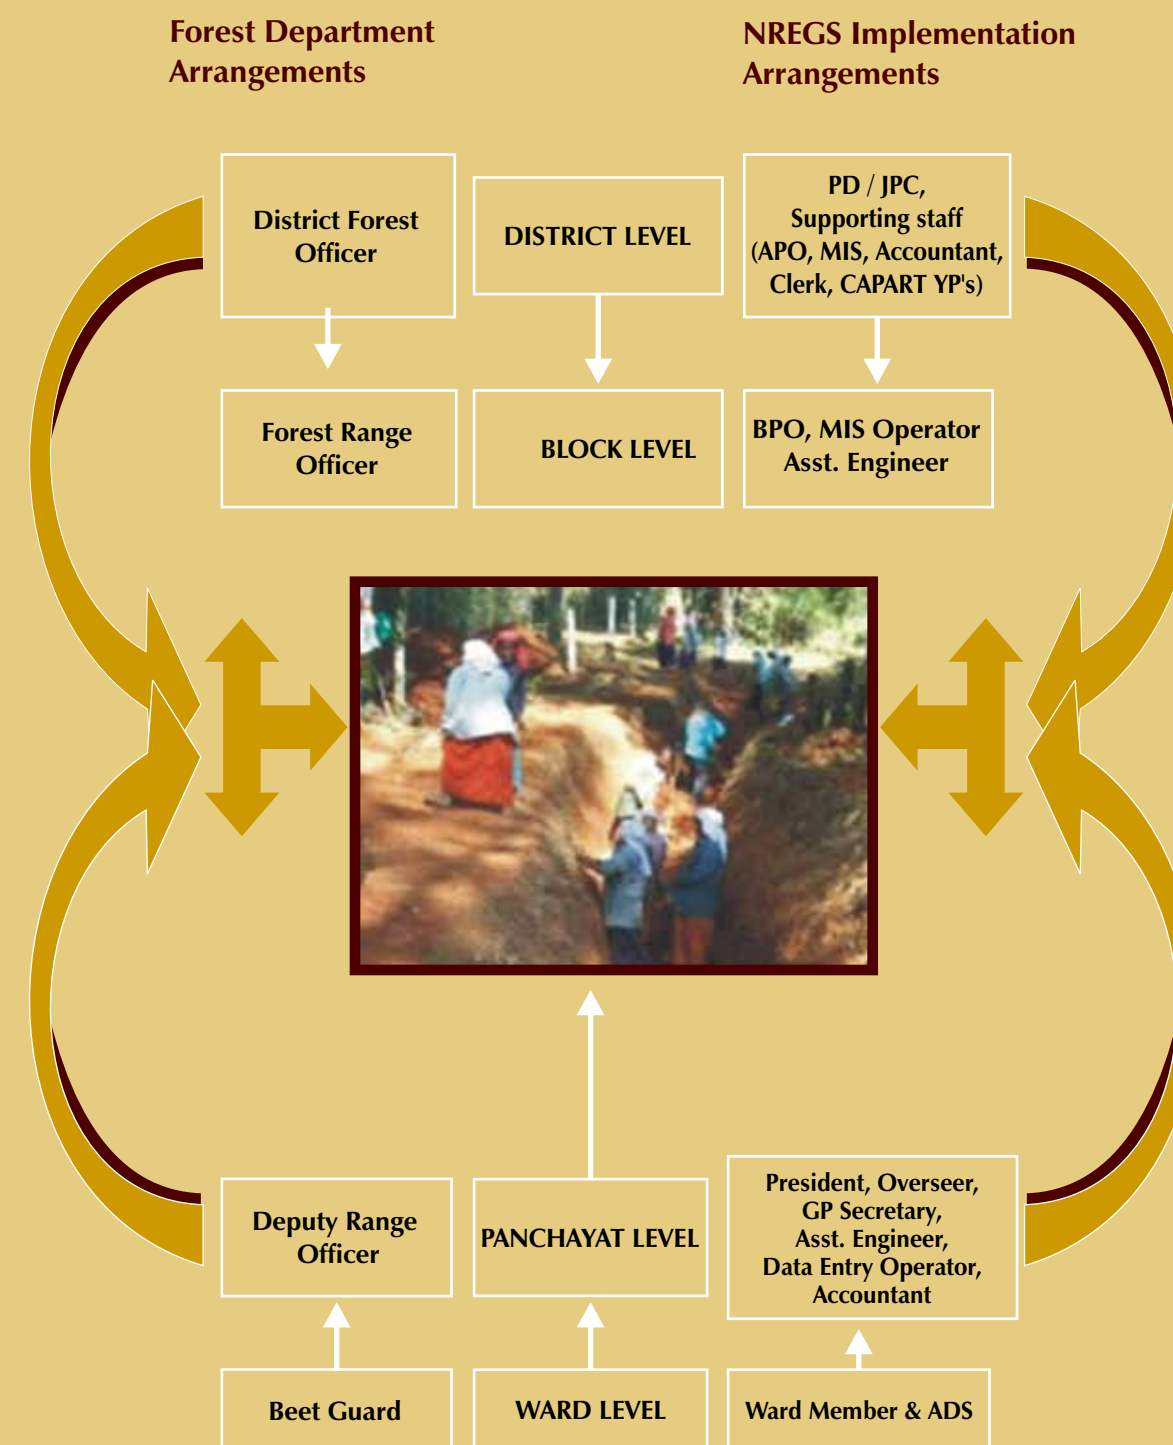 Forest Department
Arrangements
NREGS Implementation
Arrangements
District Forest
Officer
DISTRICT LEVEL
PD / JPC,
Supporting staff
(APO, MIS, Accountant,
Clerk, CAPART YP's)
Forest Range
Officer
BLOCK LEVEL
BPO, MIS Operator
Asst. Engineer
Deputy Range
Officer
PANCHAYAT LEVEL
President, Overseer,
GP Secretary,
Asst. Engineer,
Data Entry Operator,
Accountant
Beet Guard
WARD LEVEL
Ward Member & ADS